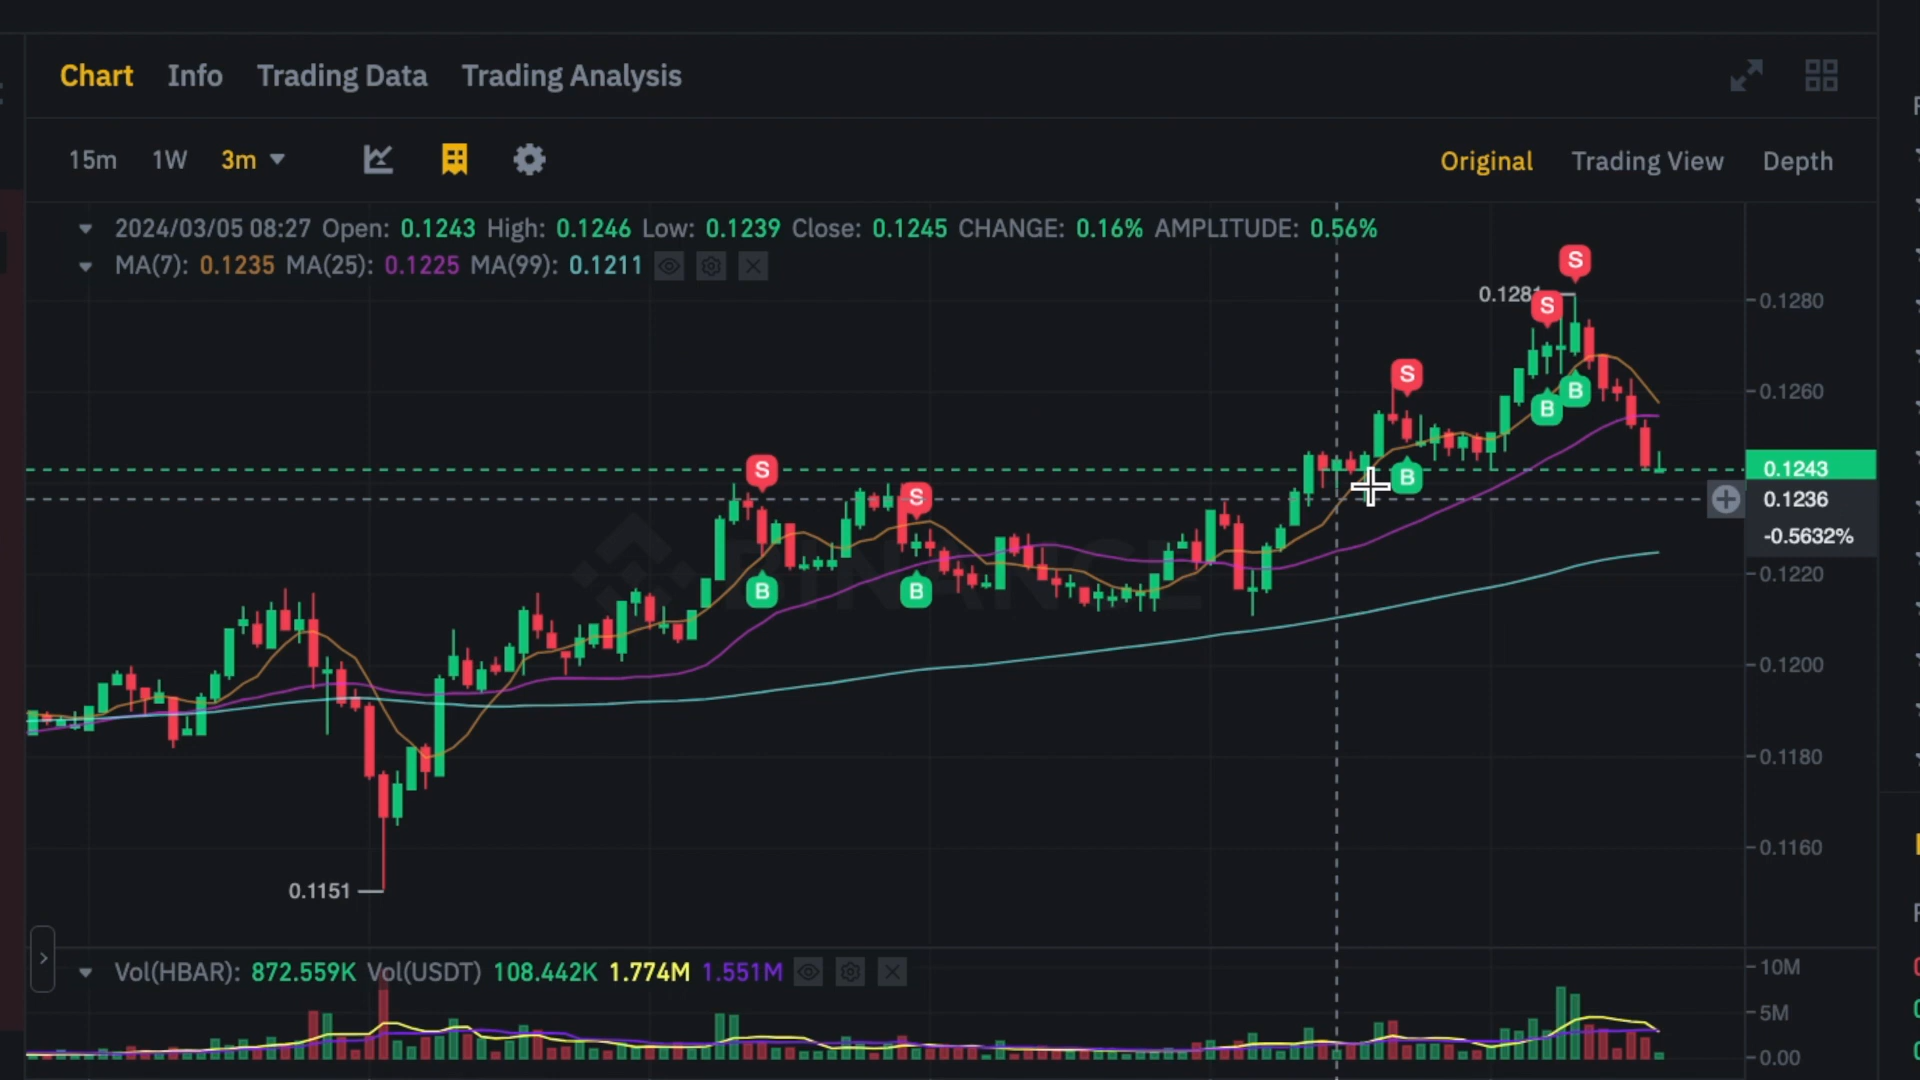 Chart Info Trading Data Trading Analysis
15m 1W 3m Original Trading View Depth
2024/03/05 08:27 Open: 0.1243 High: 0.1246 Low: 0.1239 Close: 0.1245 CHANGE: 0.16% AMPLITUDE: 0.56%
MA(7): 0.1235 MA(25): 0.1225 MA(99): 0.1211
S
0.1281
S
0.1280
S
0.1260
B
B
S
B
0.1243
S
0.1236
-0.5632%
BINANCE
0.1220
B
B
0.1200
0.1180
0.1160
0.1151
Vol(HBAR): 872.559K Vol(USDT) 108.442K 1.774M 1.551M
10M
5M
0.00